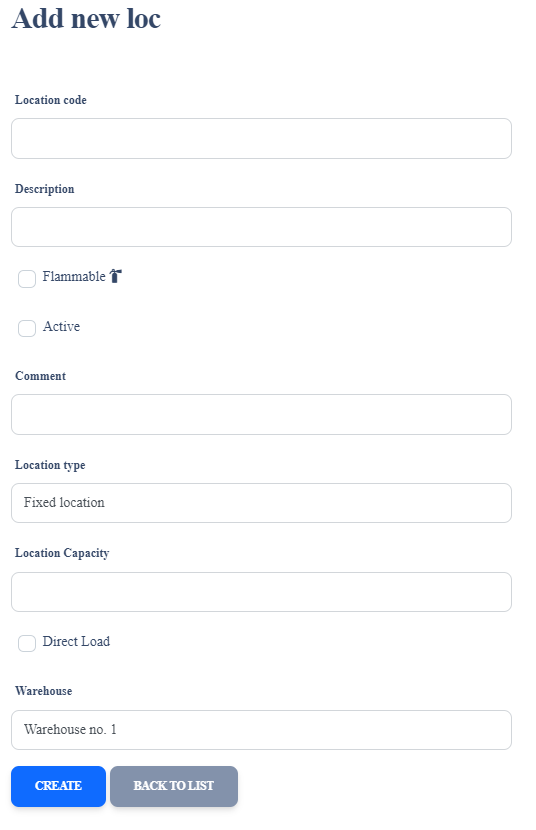 Add new loc
Location code
Description
Flammable
Active
Comment
Location type
Fixed location
Location Capacity
Direct Load
Warehouse
Warehouse no. 1
CREATE BACK TO LIST